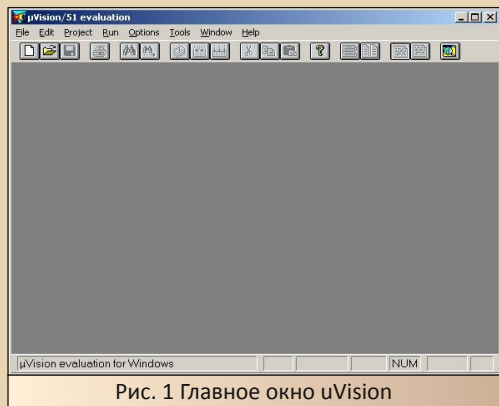 µVision/51 evaluation
File Edit Project Run Options Tools Window Help
µVision evaluation for Windows NUM
Рис. 1 Главное окно uVision